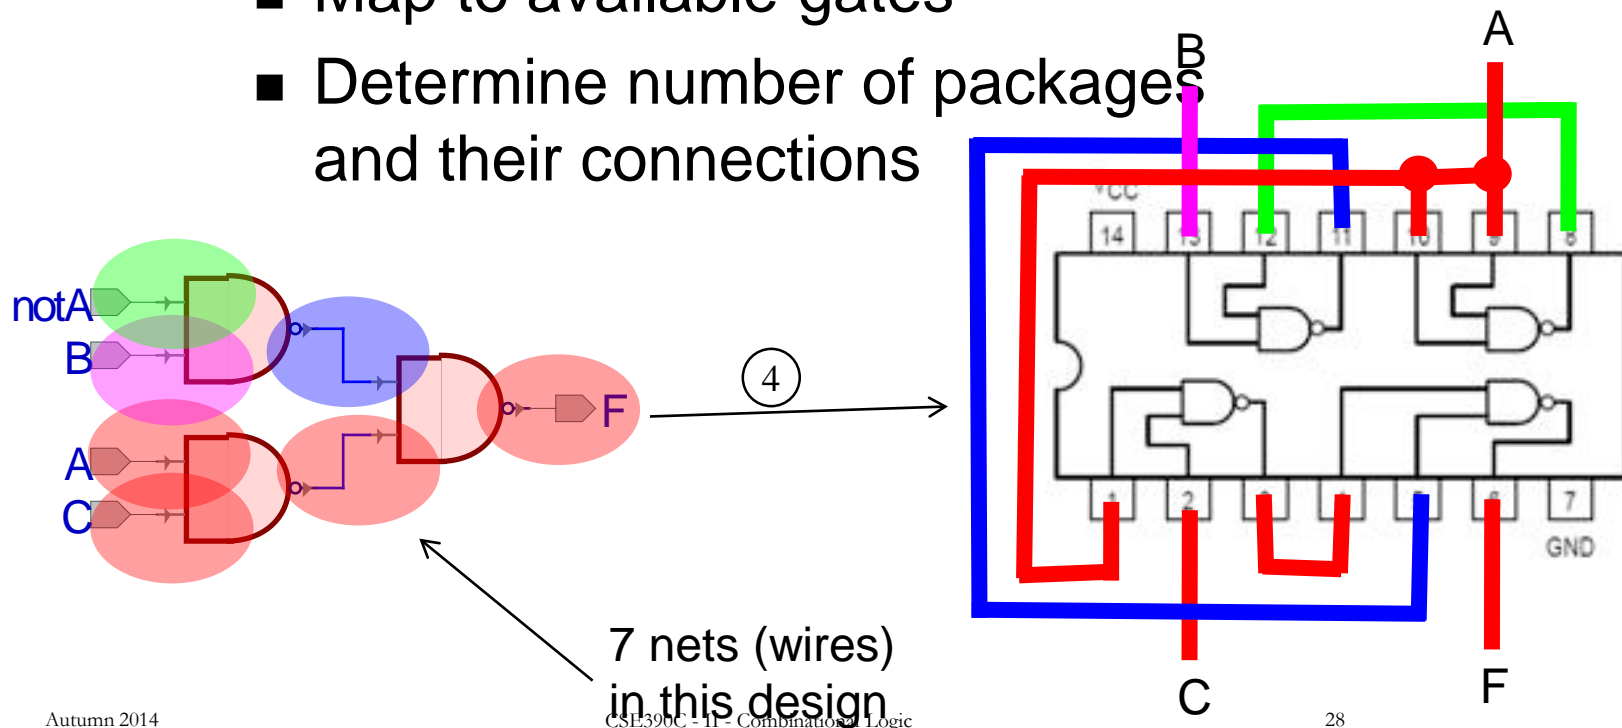 ■ Map to available gates
■ Determine number of packages
and their connections
B
A
VCC
14
13
12
11
10
9
8
notA
B
A
C
F
4
1
2
3
4
5
6
7
GND
7 nets (wires)
in this design
C
F
Autumn 2014
CSE390C - II - Combinational Logic
28